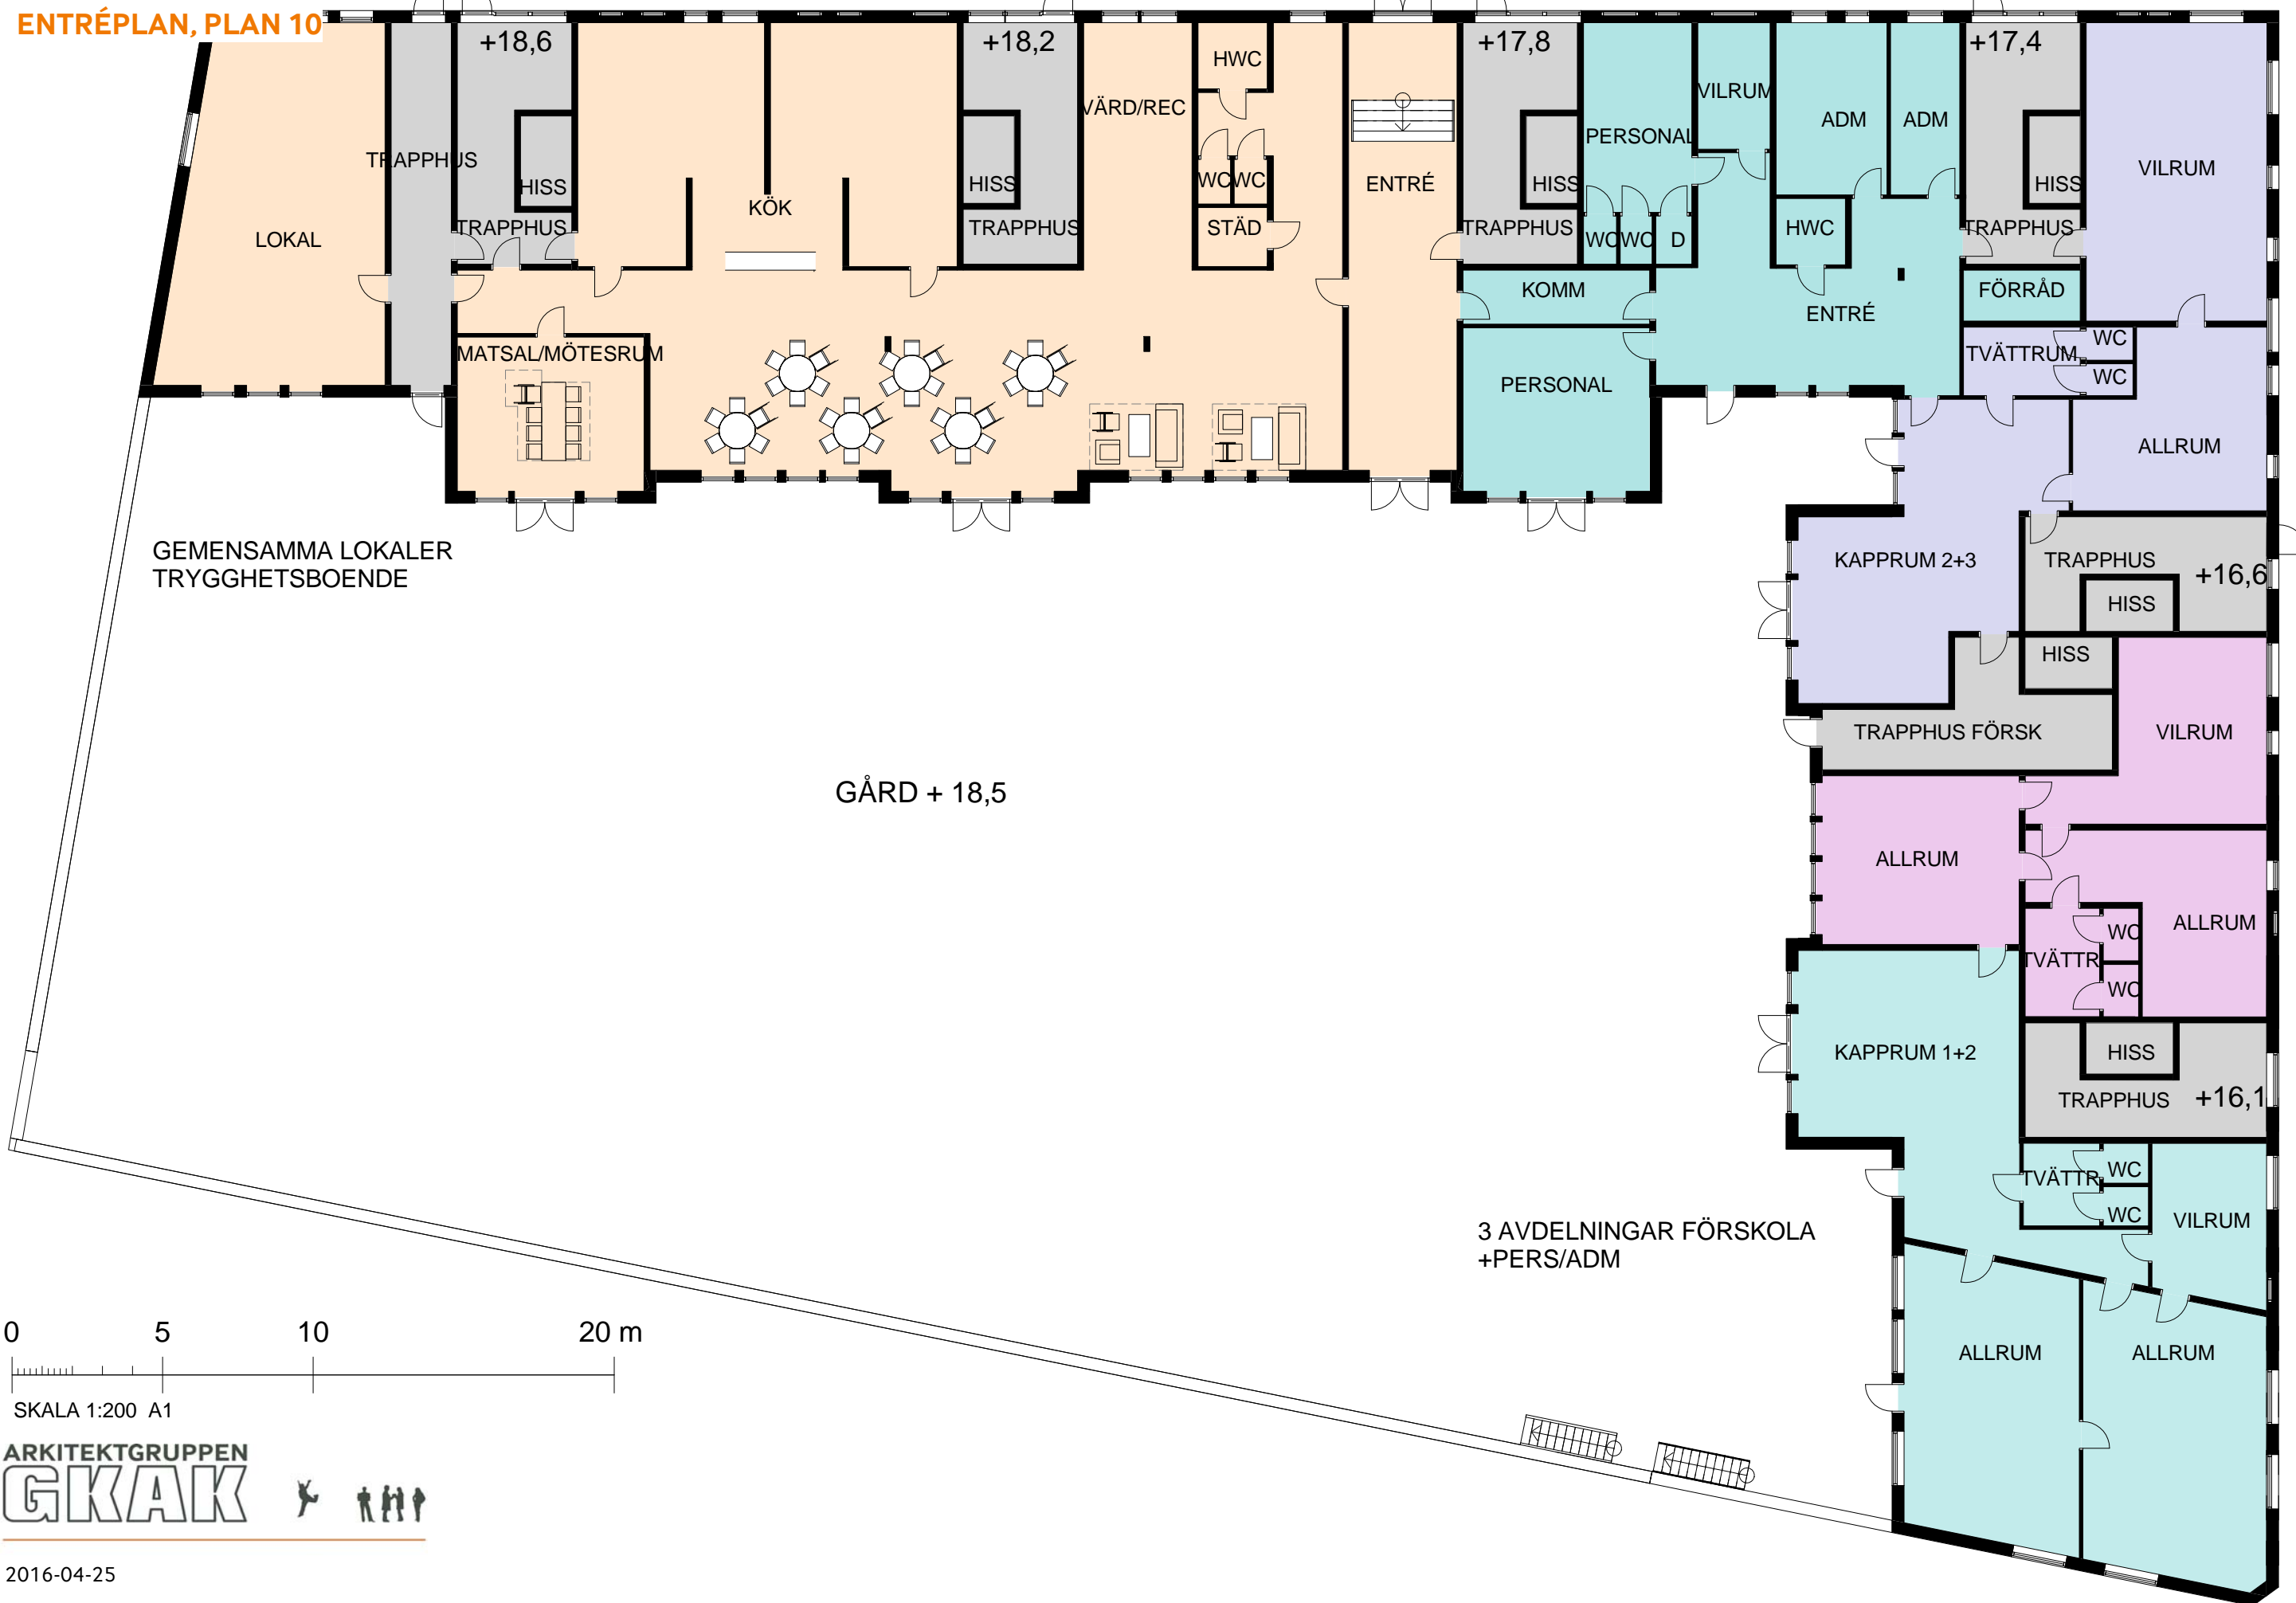 ENTRÉPLAN, PLAN 10
+18,6
+18,2
+17,8
+17,4
HWC
VÄRD/REC
VILRUM
ADM
ADM
PERSONAL
TRAPPHUS
HISS
HISS
WC
WC
ENTRÉ
HISS
HISS
VILRUM
KÖK
LOKAL
TRAPPHUS
TRAPPHUS
STÄD
TRAPPHUS
WC
WC
D
HWC
TRAPPHUS
KOMM
FÖRRÅD
ENTRÉ
MATSAL/MÖTESRUM
TVÄTTRUM
WC
WC
PERSONAL
ALLRUM
GEMENSAMMA LOKALER
TRYGGHETSBOENDE
KAPPRUM 2+3
TRAPPHUS
+16,6
HISS
HISS
TRAPPHUS FÖRSK
VILRUM
GÅRD + 18,5
ALLRUM
ALLRUM
WC
TVÄTTR
WC
KAPPRUM 1+2
HISS
TRAPPHUS
+16,1
TVÄTTR
WC
WC
VILRUM
3 AVDELNINGAR FÖRSKOLA
+PERS/ADM
ALLRUM
ALLRUM
0 5 10 20 m
SKALA 1:200 A1
ARKITEKTGRUPPEN
GKAK
2016-04-25